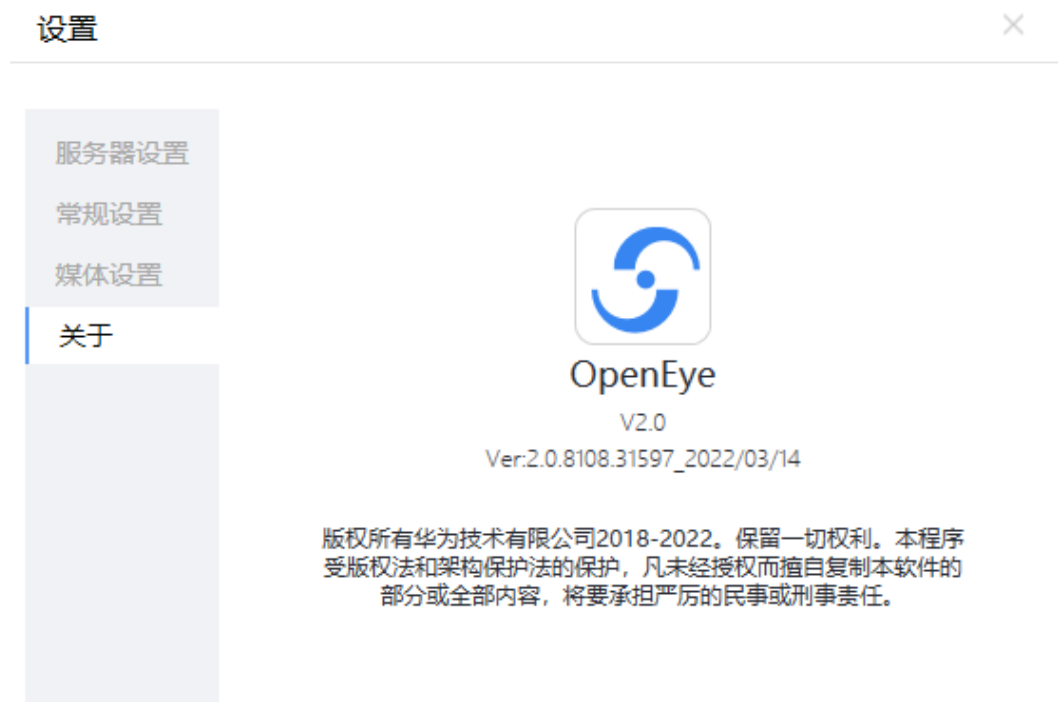 设置
服务器设置
常规设置
媒体设置
关于
OpenEye
V2.0
Ver:2.0.8108.31597_2022/03/14
版权所有华为技术有限公司2018-2022。保留一切权利。本程序
受版权法和架构保护法的保护，凡未经授权而擅自复制本软件的
部分或全部内容，将要承担严厉的民事或刑事责任。